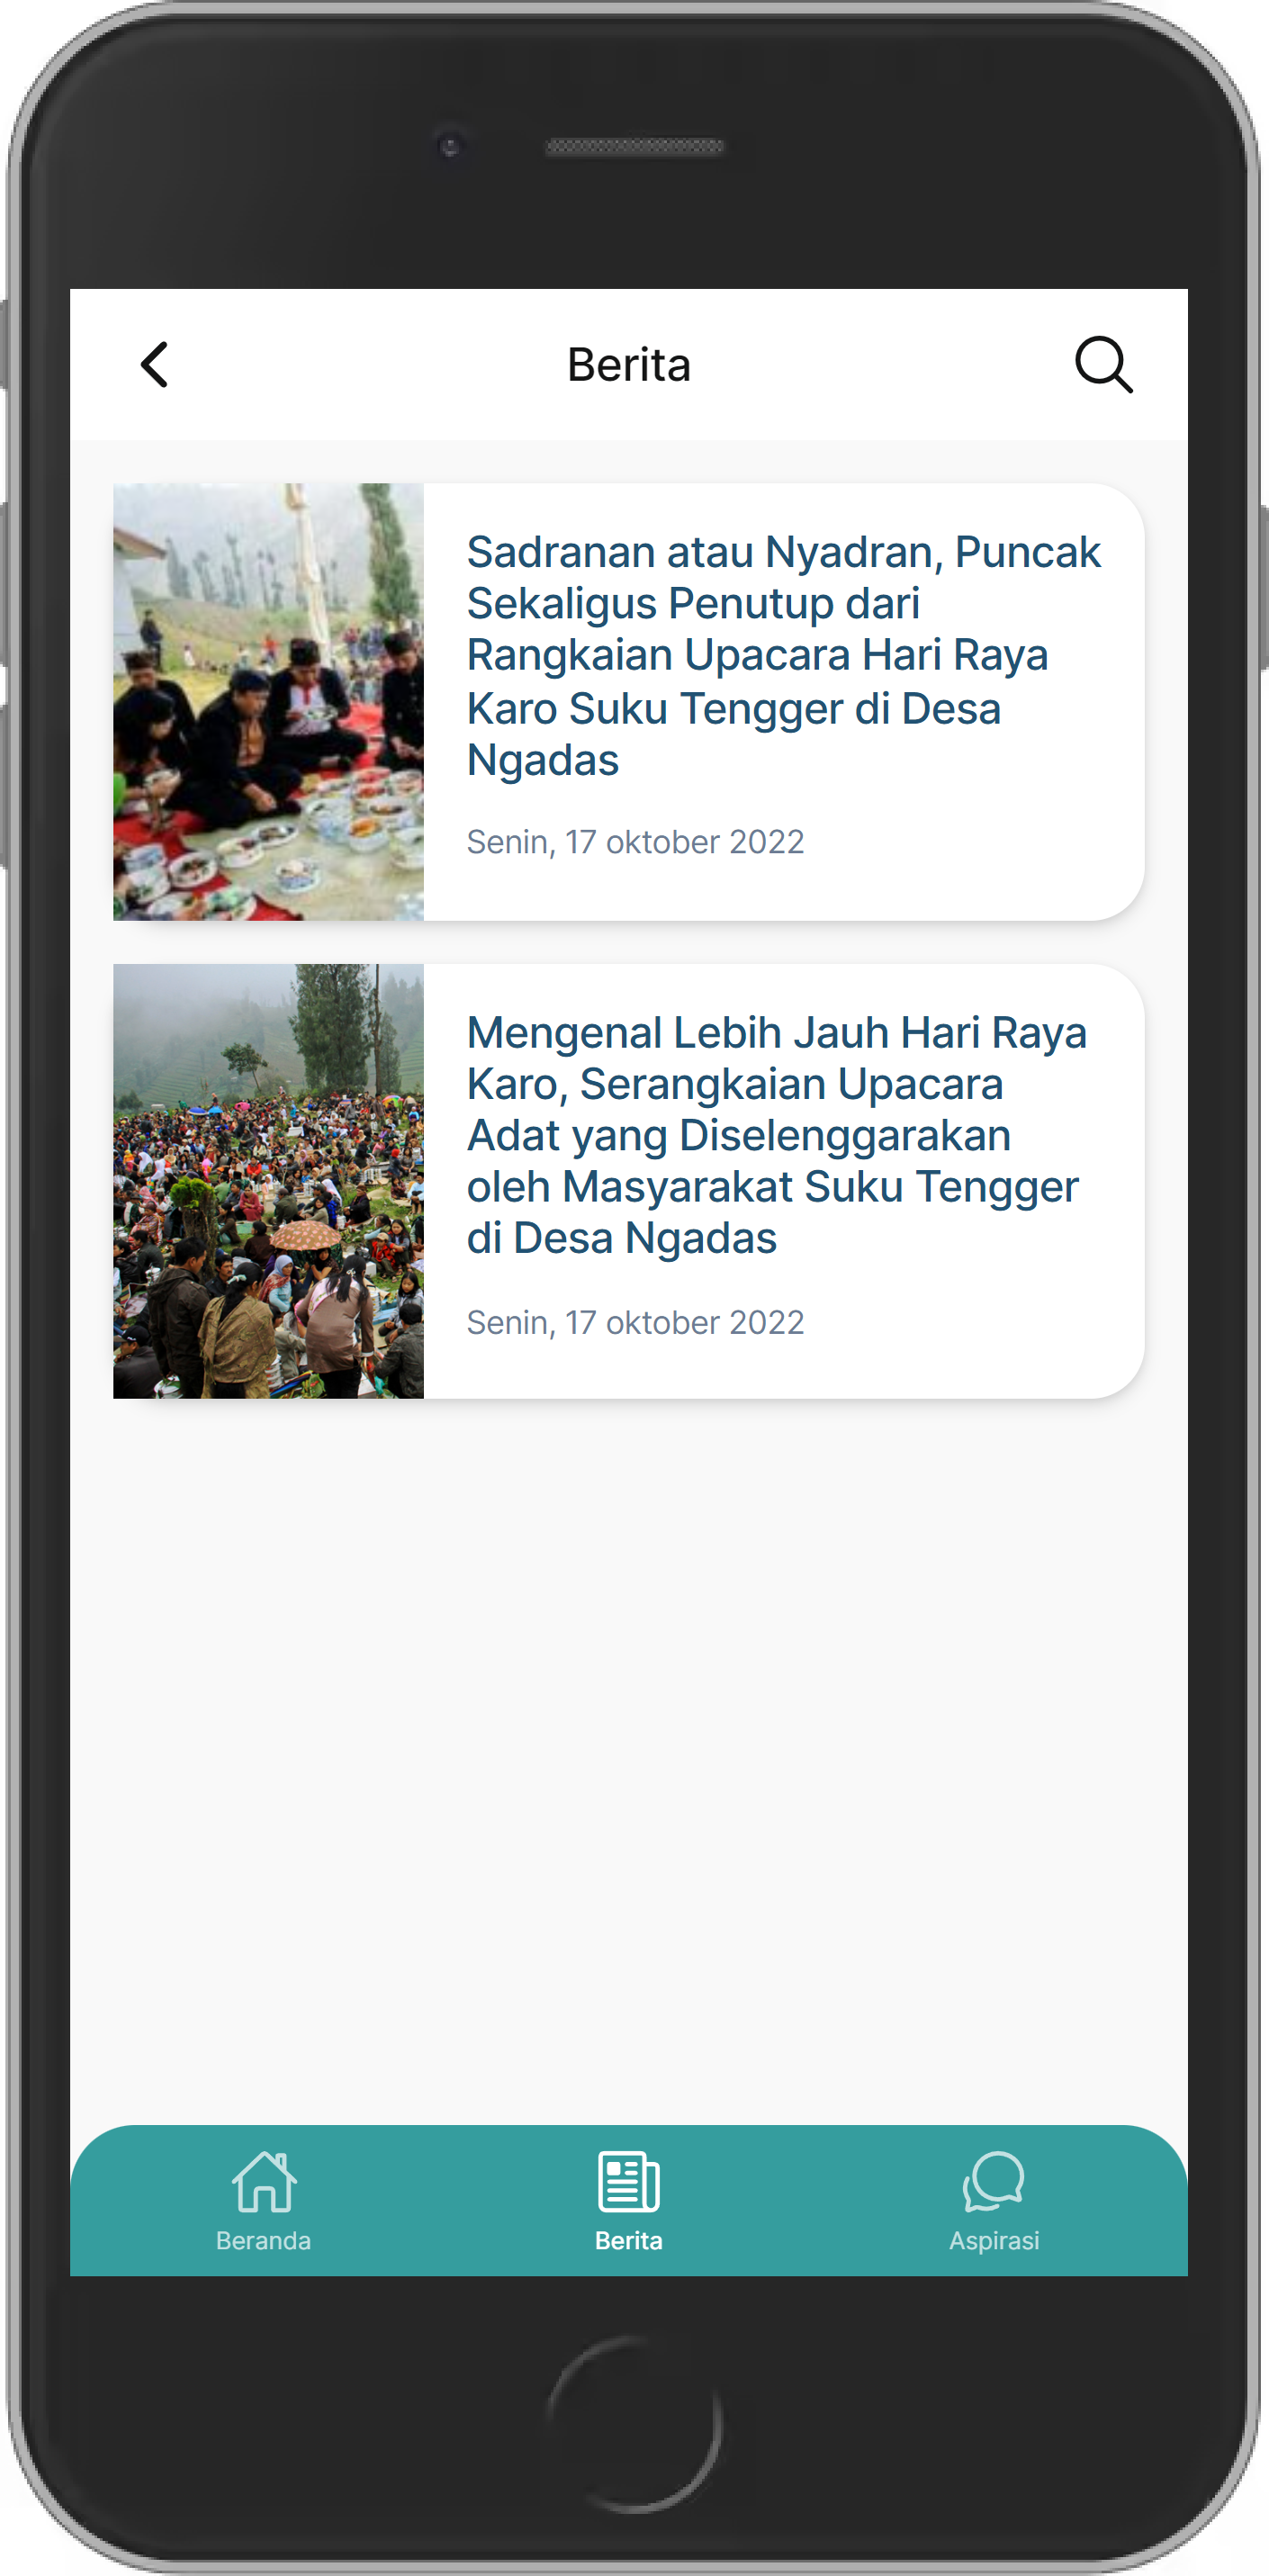 Berita
Sadranan atau Nyadran, Puncak
Sekaligus Penutup dari
Rangkaian Upacara Hari Raya
Karo Suku Tengger di Desa
Ngadas
Senin, 17 oktober 2022
Mengenal Lebih Jauh Hari Raya
Karo, Serangkaian Upacara
Adat yang Diselenggarakan
oleh Masyarakat Suku Tengger
di Desa Ngadas
Senin, 17 oktober 2022
Beranda
Berita
Aspirasi